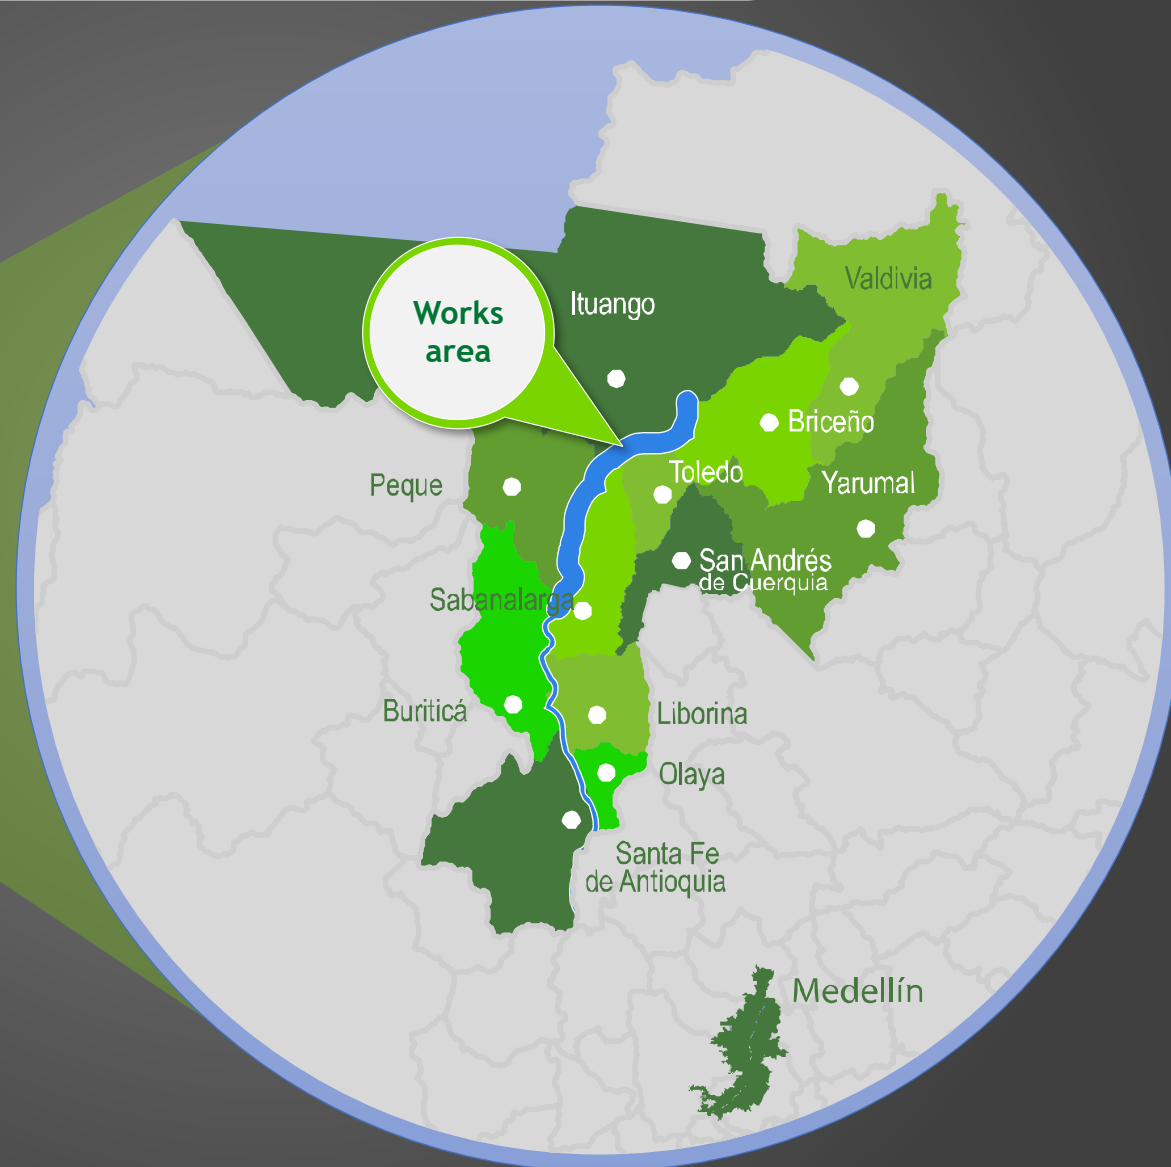 Valdivia
Works
area
Ituango
Briceño
Toledo
Peque
Yarumal
San Andrés
de Cuerquia
Sabanalarga
Buriticá
Liborina
Olaya
Santa Fe
de Antioquia
Medellín